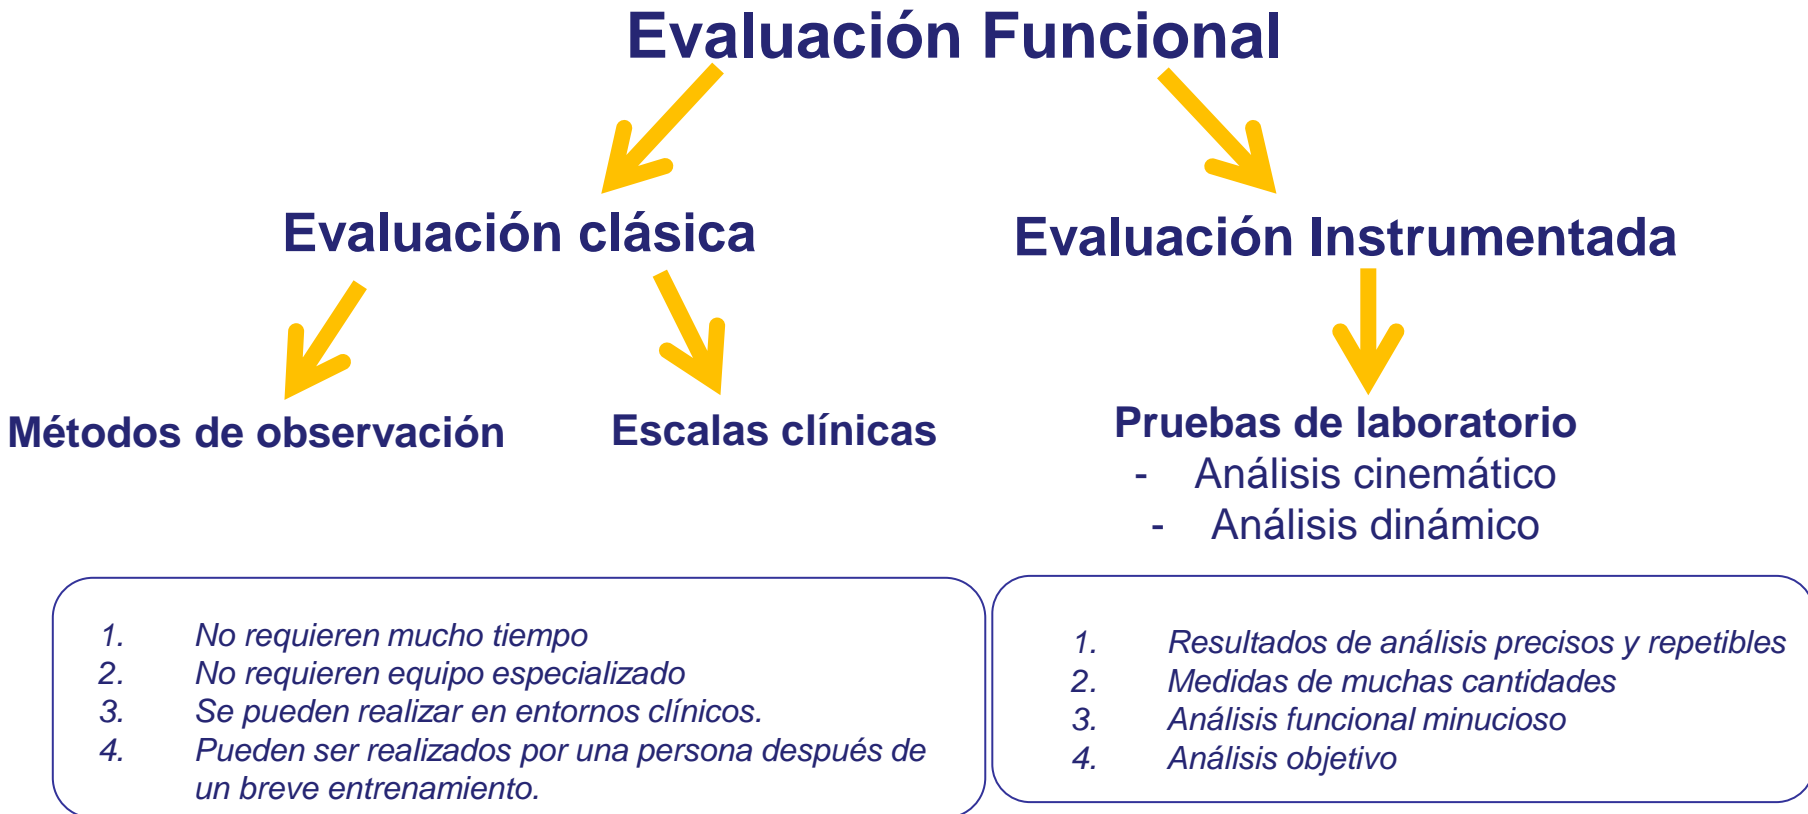 Evaluación Funcional
Evaluación clásica
Evaluación Instrumentada
Métodos de observación
Escalas clínicas
Pruebas de laboratorio
- Análisis cinemático
- Análisis dinámico
1. No requieren mucho tiempo
2. No requieren equipo especializado
3. Se pueden realizar en entornos clínicos.
4. Pueden ser realizados por una persona después de
un breve entrenamiento.
1. Resultados de análisis precisos y repetibles
2. Medidas de muchas cantidades
3. Análisis funcional minucioso
4. Análisis objetivo